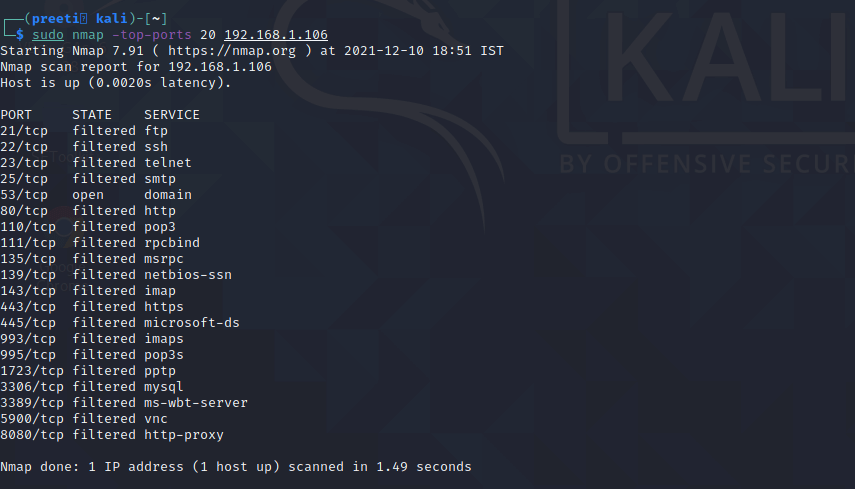 (preeti kali)-[~]
$ sudo nmap -top-ports 20 192.168.1.106
Starting Nmap 7.91 ( https://nmap.org ) at 2021-12-10 18:51 IST
Nmap scan report for 192.168.1.106
Host is up (0.0020s latency).

PORT     STATE    SERVICE
21/tcp   filtered ftp
22/tcp   filtered ssh
23/tcp   filtered telnet
25/tcp   filtered smtp
53/tcp   open     domain
80/tcp   filtered http
110/tcp  filtered pop3
111/tcp  filtered rpcbind
135/tcp  filtered msrpc
139/tcp  filtered netbios-ssn
143/tcp  filtered imap
443/tcp  filtered https
445/tcp  filtered microsoft-ds
993/tcp  filtered imaps
995/tcp  filtered pop3s
1723/tcp filtered pptp
3306/tcp filtered mysql
3389/tcp filtered ms-wbt-server
5900/tcp filtered vnc
8080/tcp filtered http-proxy

Nmap done: 1 IP address (1 host up) scanned in 1.49 seconds
KALI
BY OFFENSIVE SECUR